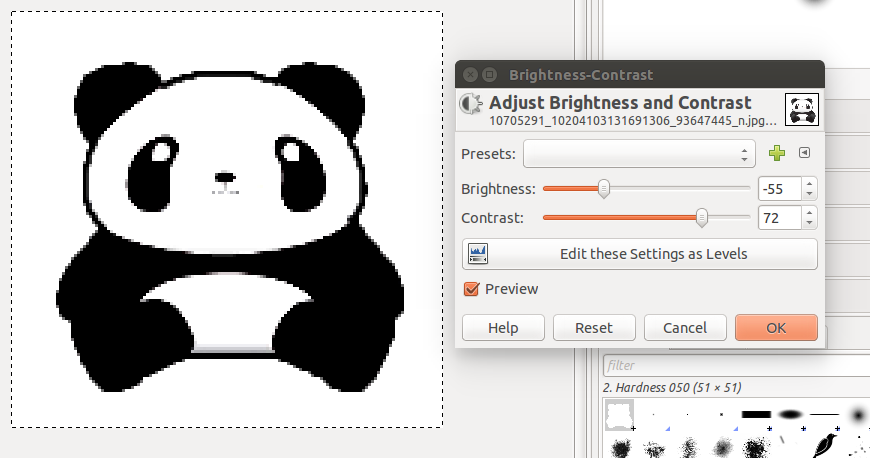 Brightness-Contrast
Adjust Brightness and Contrast
10705291_10204103131691306_93647445_n.jpg...
Presets:
Brightness: -55
Contrast: 72
Edit these Settings as Levels
Preview
Help Reset Cancel OK
filter
2. Hardness 050 (51 × 51)